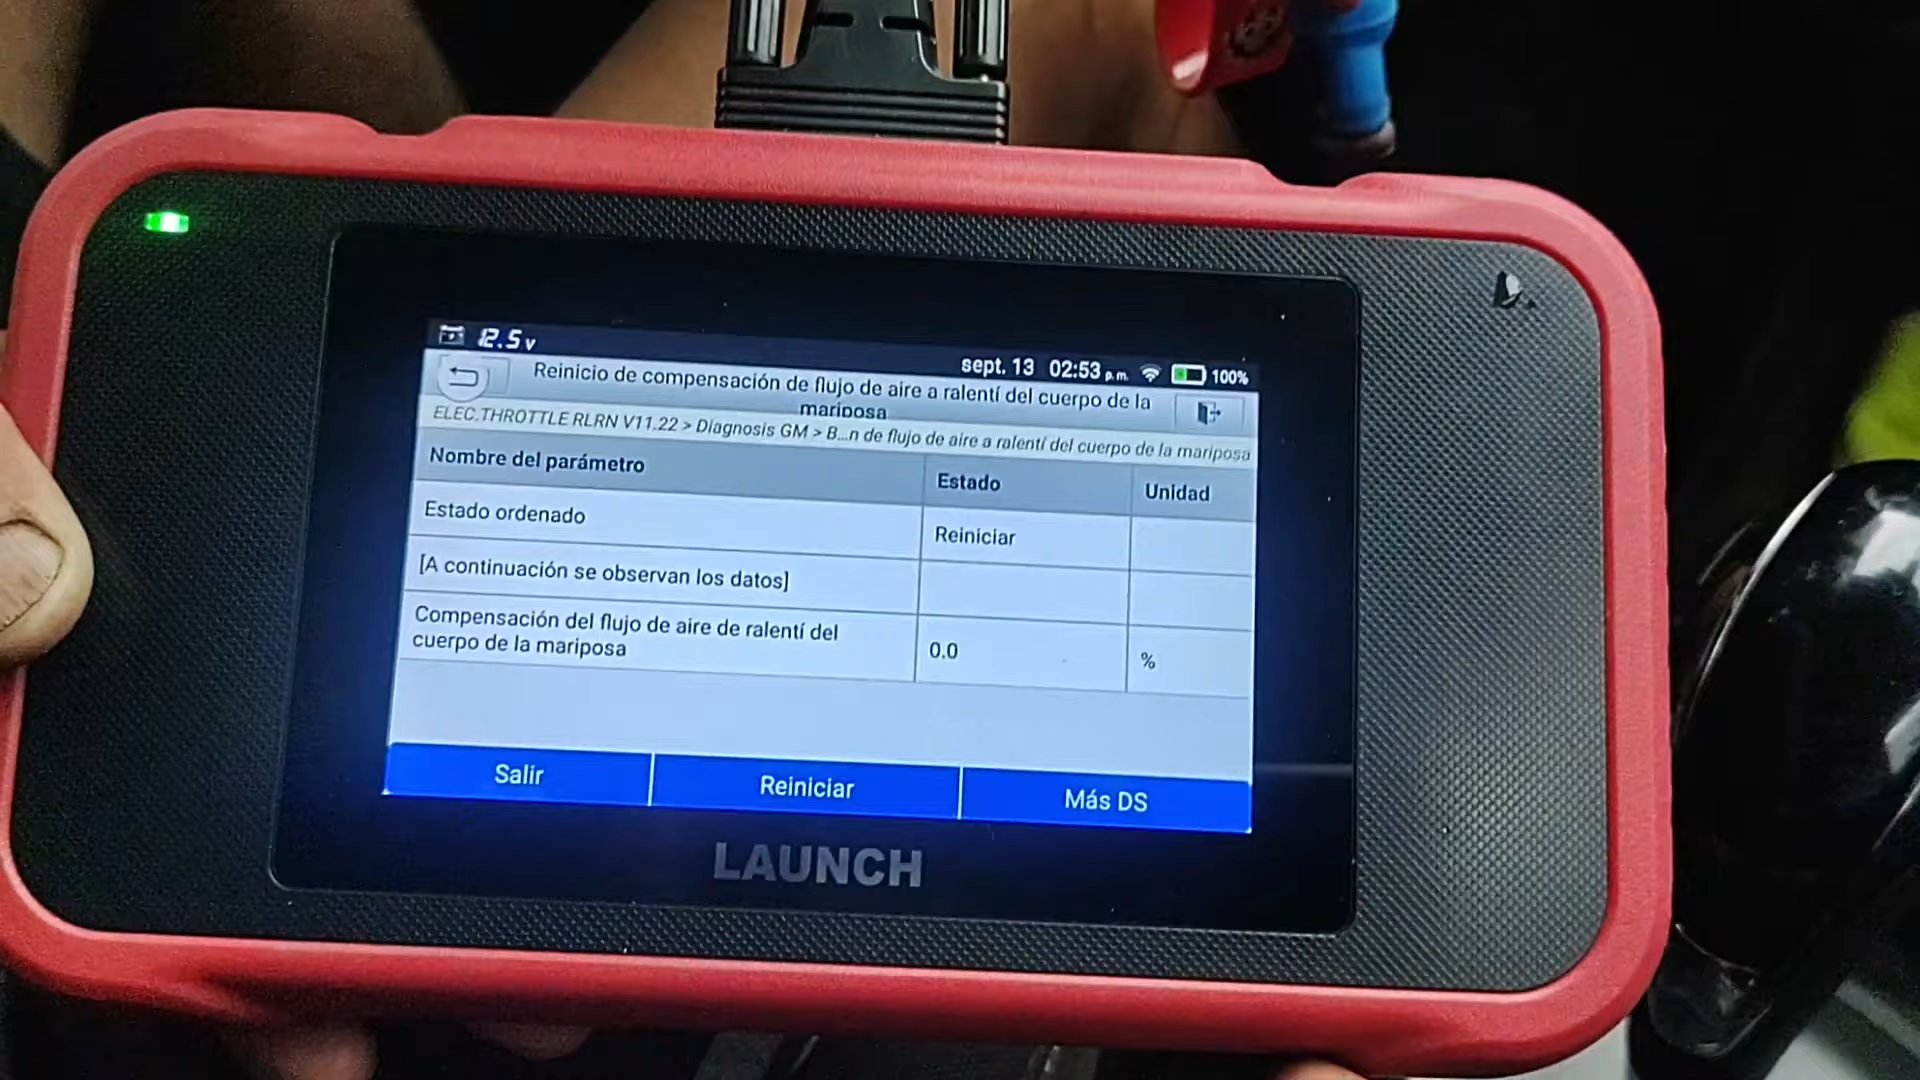 12.5 v
sept. 13 02:53 p.m. 100%
Reinicio de compensación de flujo de aire a ralentí del cuerpo de la
mariposa
ELEC.THROTTLE RLRN V11.22 > Diagnosis GM > B...n de flujo de aire a ralentí del cuerpo de la mariposa
Nombre del parámetro Estado Unidad
Estado ordenado Reiniciar
[A continuación se observan los datos]
Compensación del flujo de aire de ralentí del
cuerpo de la mariposa 0.0 %
Salir Reiniciar Más DS
LAUNCH